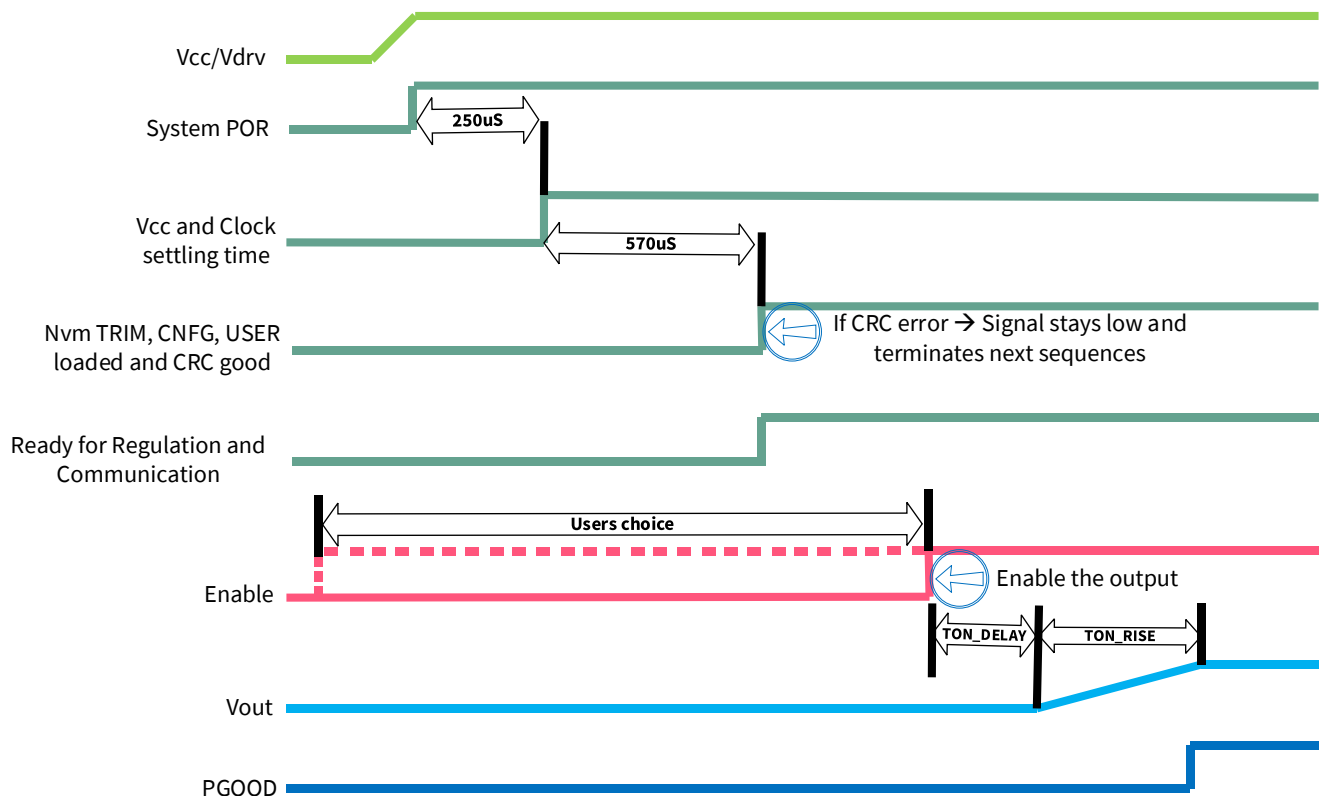 Vcc/Vdrv
System POR
250uS
Vcc and Clock
settling time
570uS
Nvm TRIM, CNFG, USER
loaded and CRC good
If CRC error → Signal stays low and
terminates next sequences
Ready for Regulation and
Communication
Users choice
Enable
Enable the output
TON_DELAY
TON_RISE
Vout
PGOOD